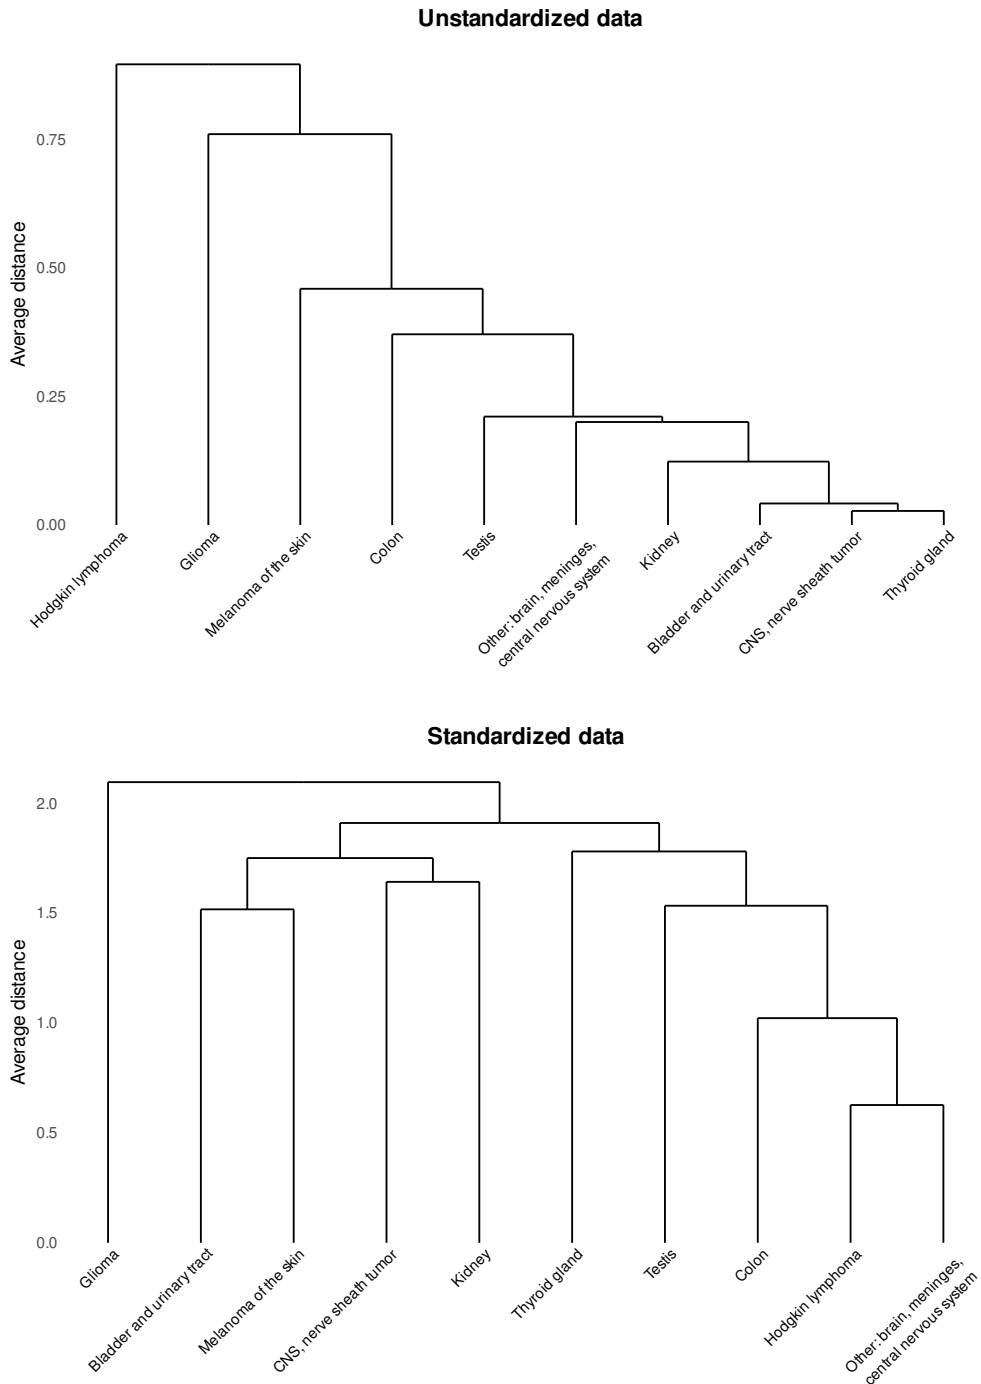 Unstandardized data
Average distance
0.75
0.50
0.25
0.00
Hodgkin lymphoma
Glioma
Melanoma of the skin
Colon
Testis
Other: brain, meninges,
central nervous system
Kidney
Bladder and urinary tract
CNS, nerve sheath tumor
Thyroid gland
Standardized data
Average distance
2.0
1.5
1.0
0.5
0.0
Glioma
Bladder and urinary tract
Melanoma of the skin
CNS, nerve sheath tumor
Kidney
Thyroid gland
Testis
Colon
Hodgkin lymphoma
Other: brain, meninges,
central nervous system